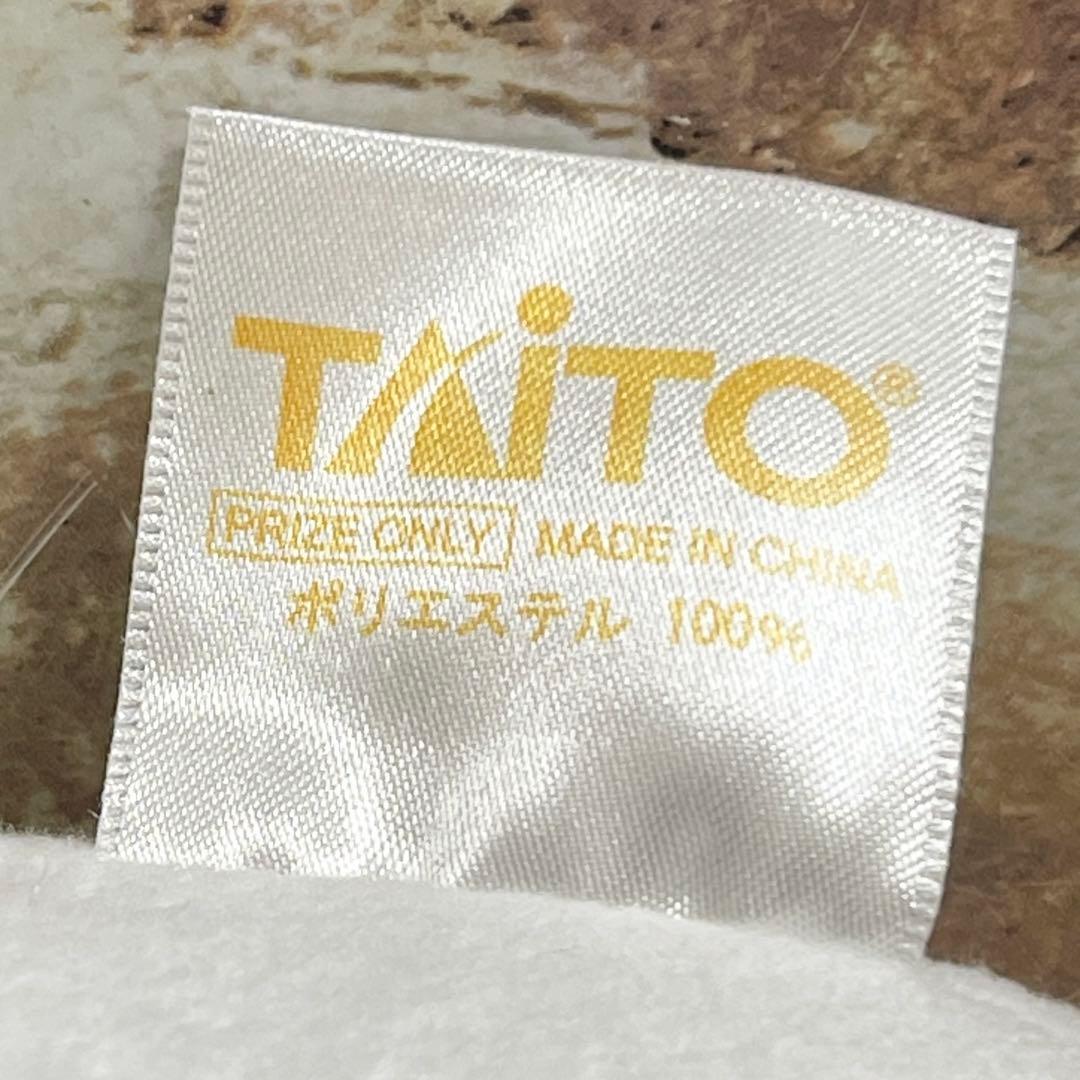 TAiTO®
PRIZE ONLY MADE IN CHINA
ポリエステル 100%